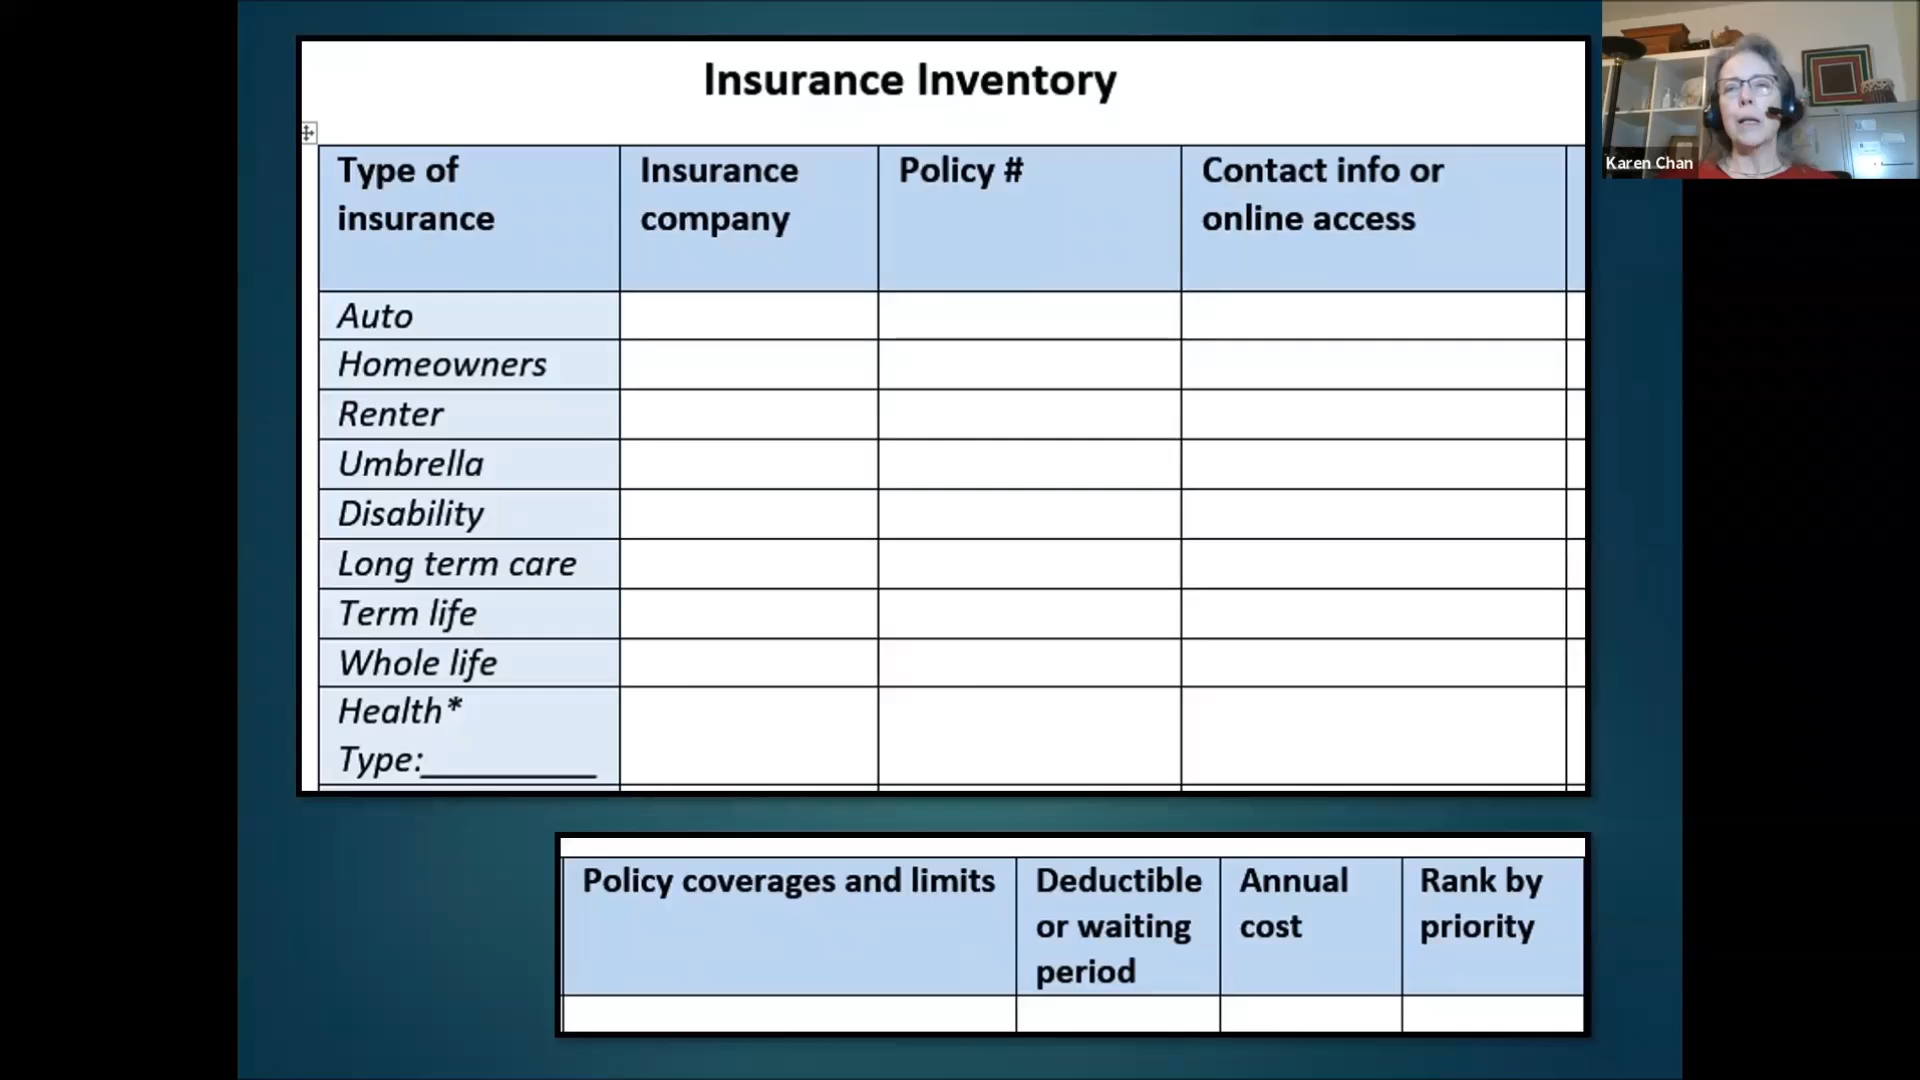 Insurance Inventory
Type of
insurance
Insurance
company
Policy #
Contact info or
online access
Auto
Homeowners
Renter
Umbrella
Disability
Long term care
Term life
Whole life
Health*
Type:__________
Policy coverages and limits
Deductible
or waiting
period
Annual
cost
Rank by
priority
Karen Chan